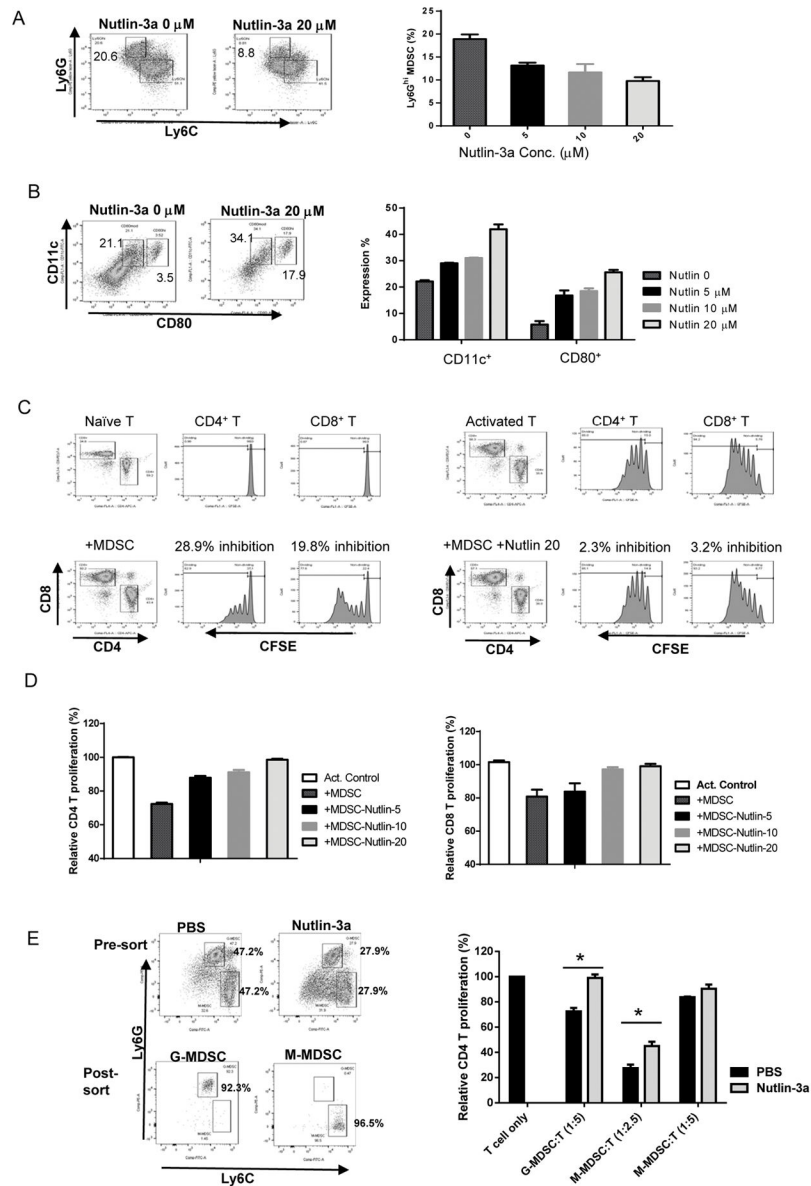 A
Nutlin-3a 0 μM
Nutlin-3a 20 μM
20.6
8.8
Ly6G
Ly6C
Ly6Ghi MDSC (%)
25
20
15
10
5
0
0
5
10
20
Nutlin-3a Conc. (μM)
B
Nutlin-3a 0 μM
Nutlin-3a 20 μM
21.1
3.5
34.1
17.9
CD11c
CD80
Expression %
50
40
30
20
10
0
CD11c+
CD80+
Nutlin 0
Nutlin 5 μM
Nutlin 10 μM
Nutlin 20 μM
C
Naïve T
CD4+ T
CD8+ T
Activated T
CD4+ T
CD8+ T
+MDSC
28.9% inhibition
19.8% inhibition
+MDSC +Nutlin 20
2.3% inhibition
3.2% inhibition
CD8
CD4
CFSE
CD8
CD4
CFSE
D
Relative CD4 T proliferation (%)
120
100
80
60
40
Act. Control
+MDSC
+MDSC-Nutlin-5
+MDSC-Nutlin-10
+MDSC-Nutlin-20
Relative CD8 T proliferation (%)
120
100
80
60
40
Act. Control
+MDSC
+MDSC-Nutlin-5
+MDSC-Nutlin-10
+MDSC-Nutlin-20
E
PBS
Nutlin-3a
Pre-sort
47.2%
27.9%
47.2%
27.9%
Ly6G
Post-
sort
G-MDSC
M-MDSC
92.3%
96.5%
Ly6C
Relative CD4 T proliferation (%)
120
100
80
60
40
20
0
*
*
T cell only
G-MDSC:T (1:5)
M-MDSC:T (1:2.5)
M-MDSC:T (1:5)
PBS
Nutlin-3a